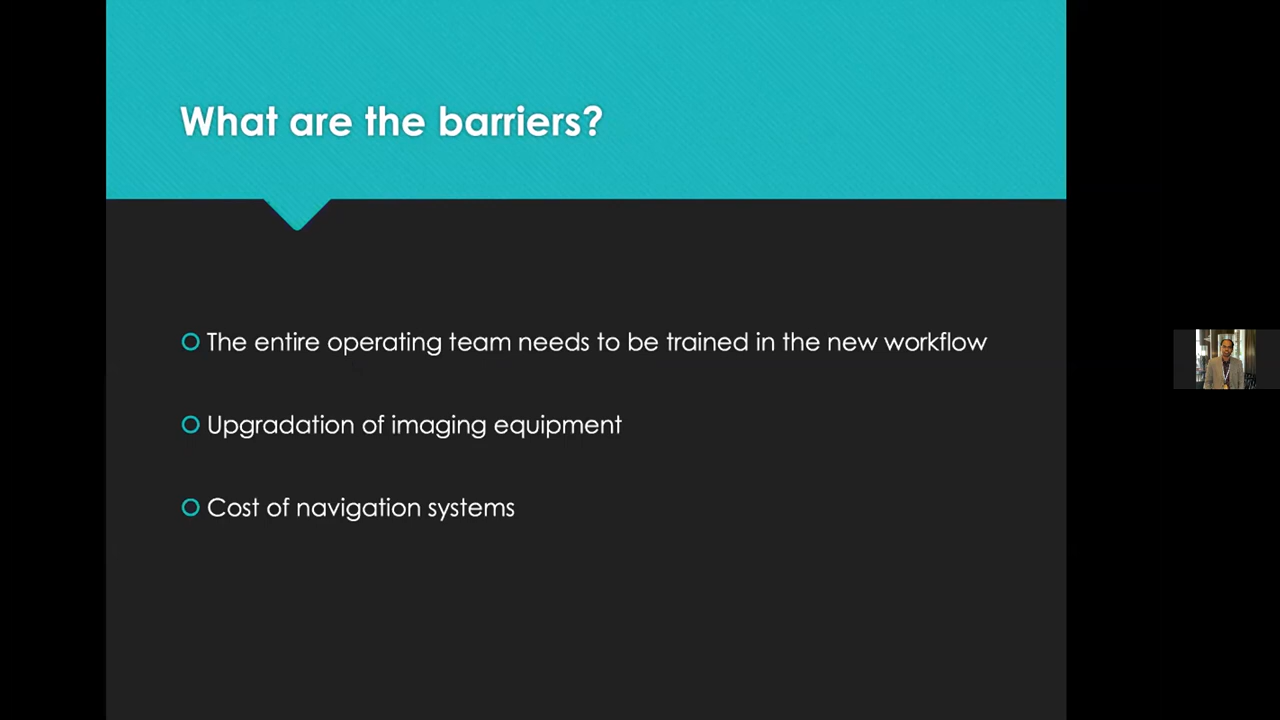 What are the barriers?
The entire operating team needs to be trained in the new workflow
Upgradation of imaging equipment
Cost of navigation systems